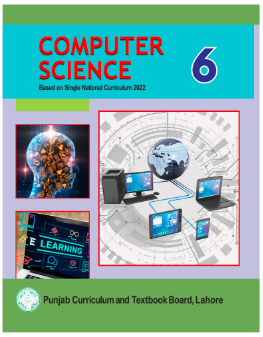 COMPUTER
SCIENCE
6
Based on Single National Curriculum 2022
E LEARNING
Punjab Curriculum and Textbook Board, Lahore